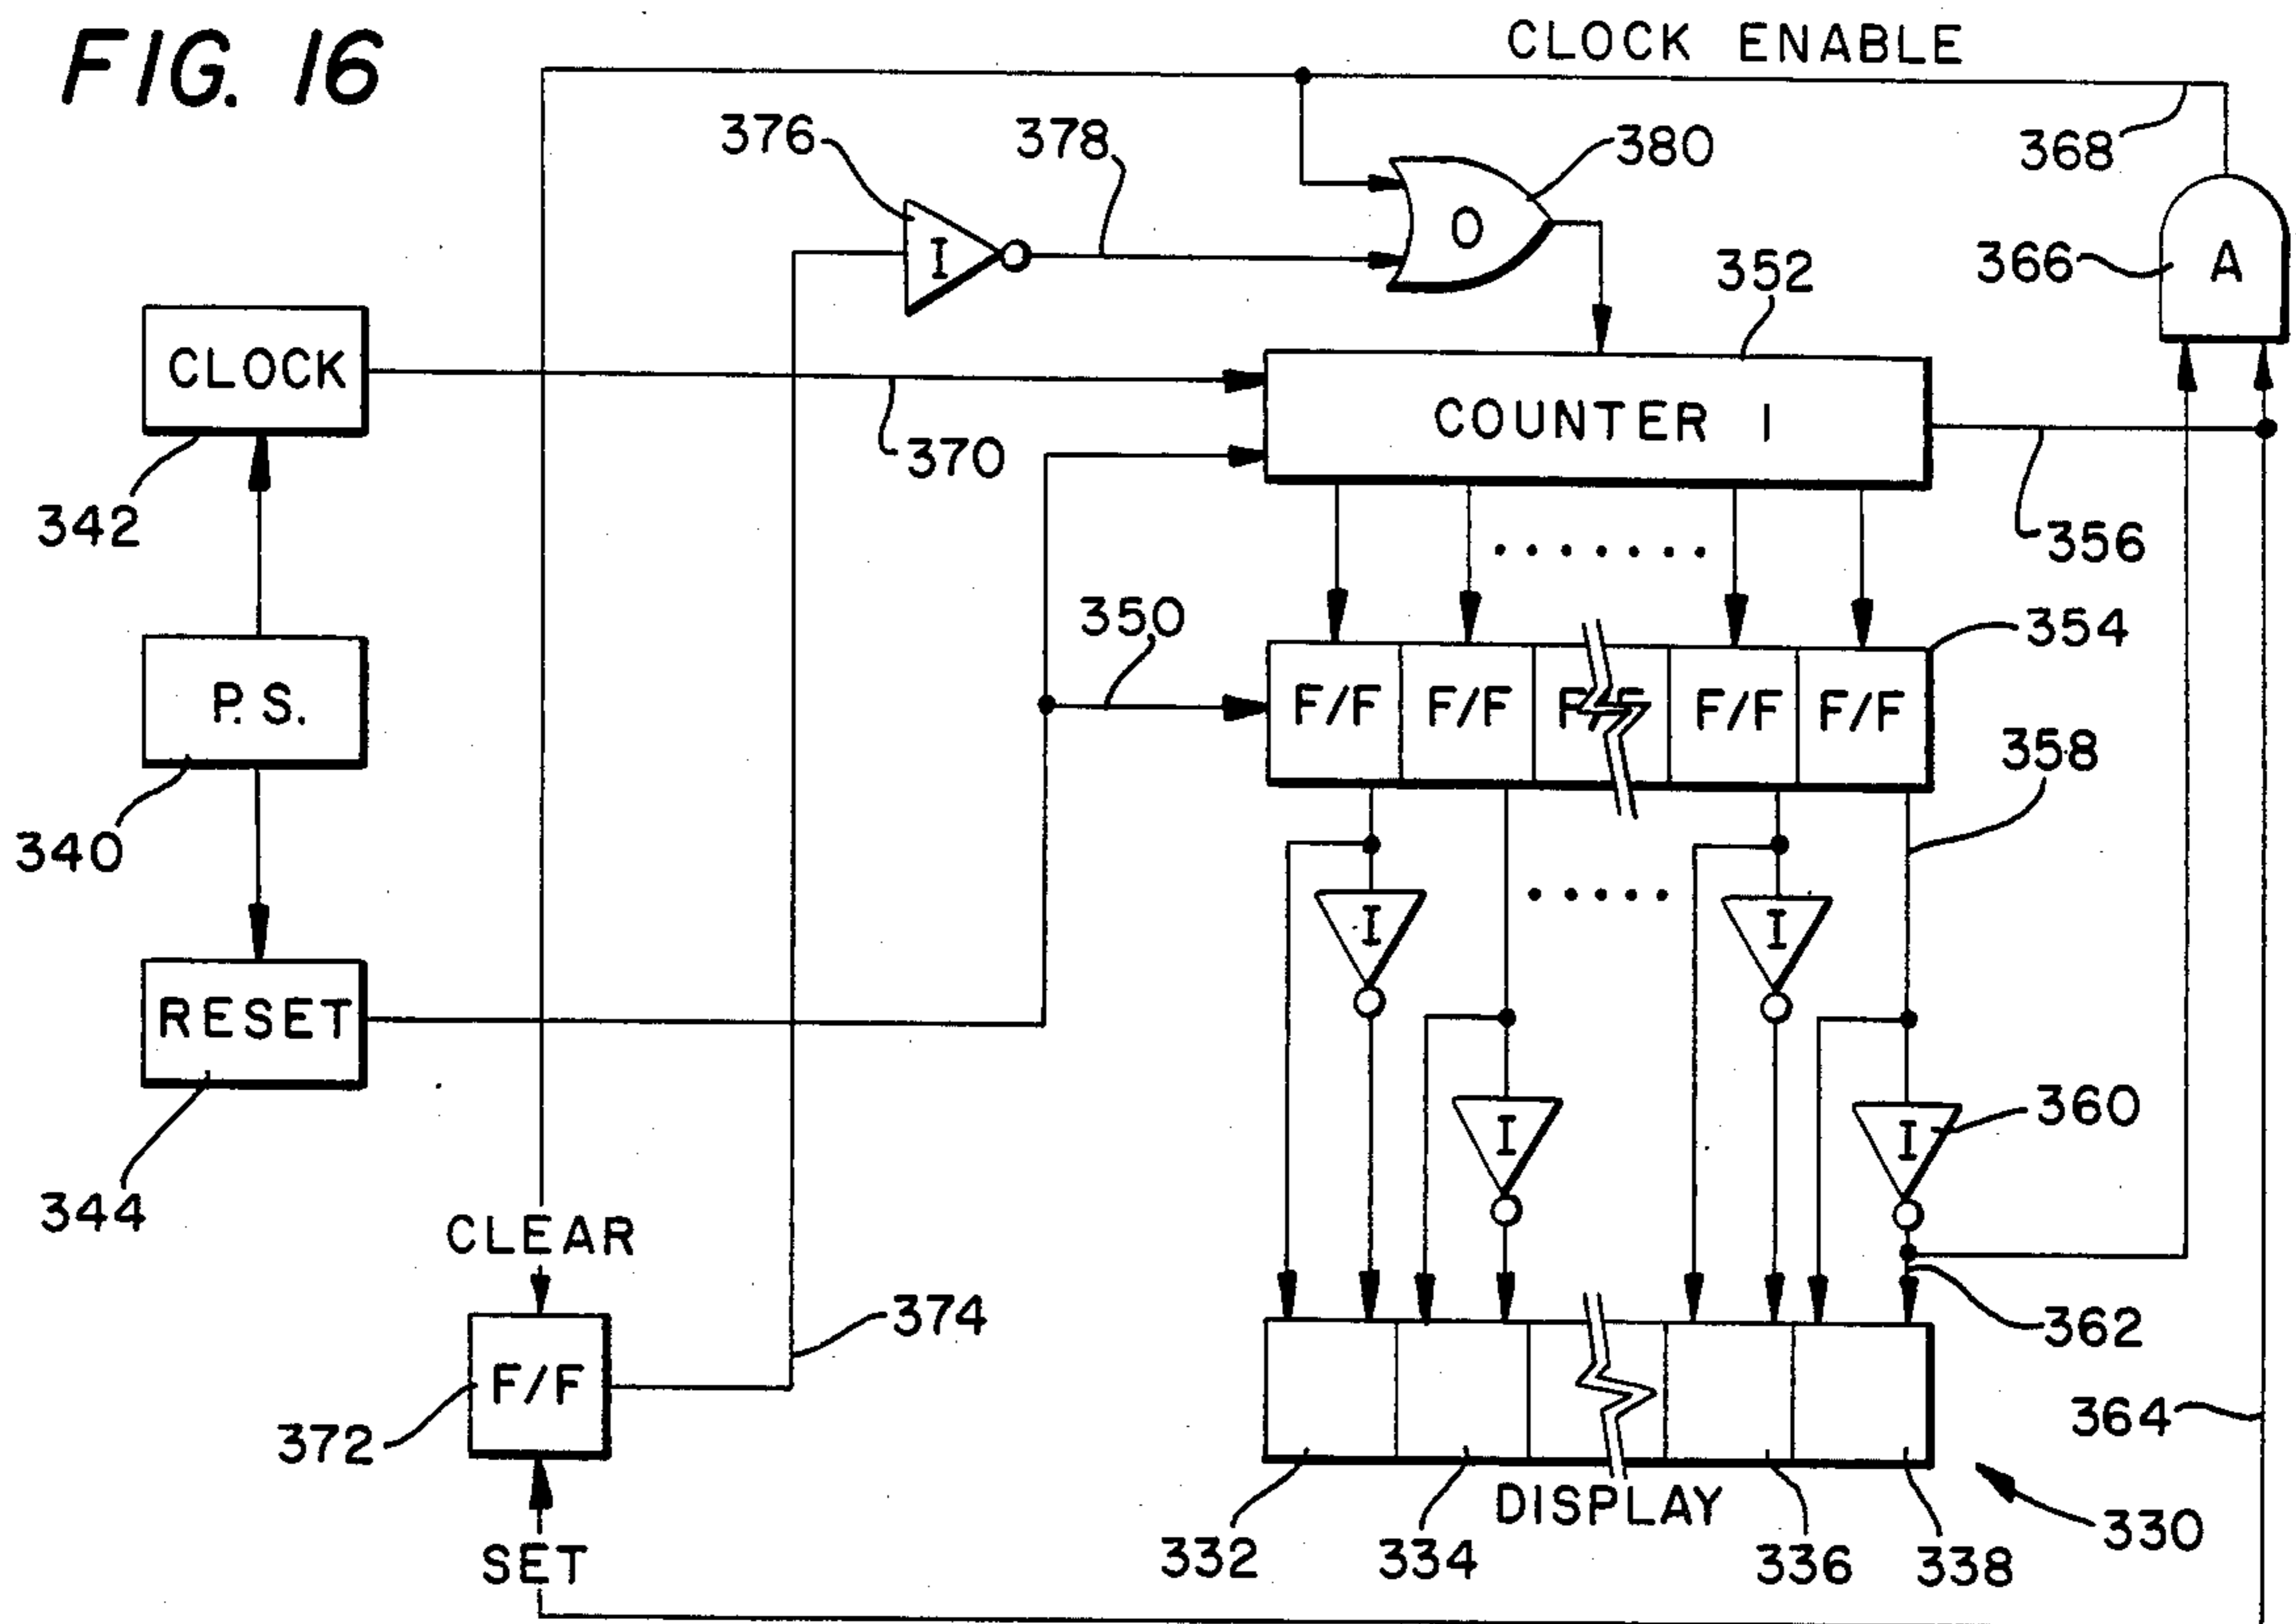 FIG. 16
CLOCK ENABLE
376
378
380
368
I
O
366
A
352
CLOCK
COUNTER 1
370
342
356
350
354
P.S.
F/F
F/F
F/F
F/F
F/F
358
340
I
I
RESET
I
I
360
344
CLEAR
362
374
F/F
372
364
DISPLAY
332
334
336
338
330
SET